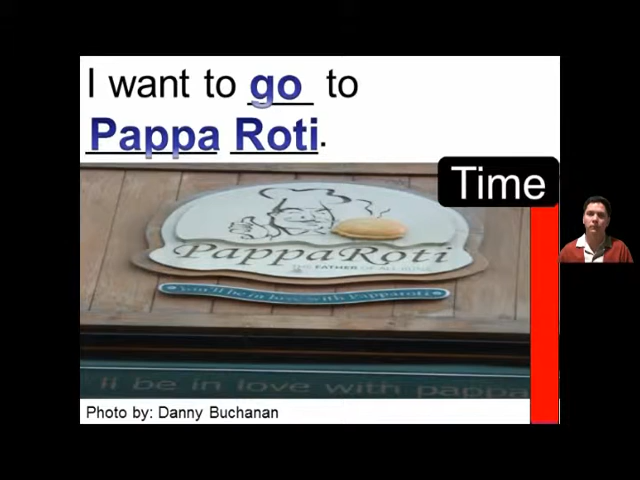 I want to go to
Pappa Roti.
Time
PappaRoti
THE FATHER OF ALL BUNS
you'll be in love with Papparoti
ll be in love with pappa
Photo by: Danny Buchanan